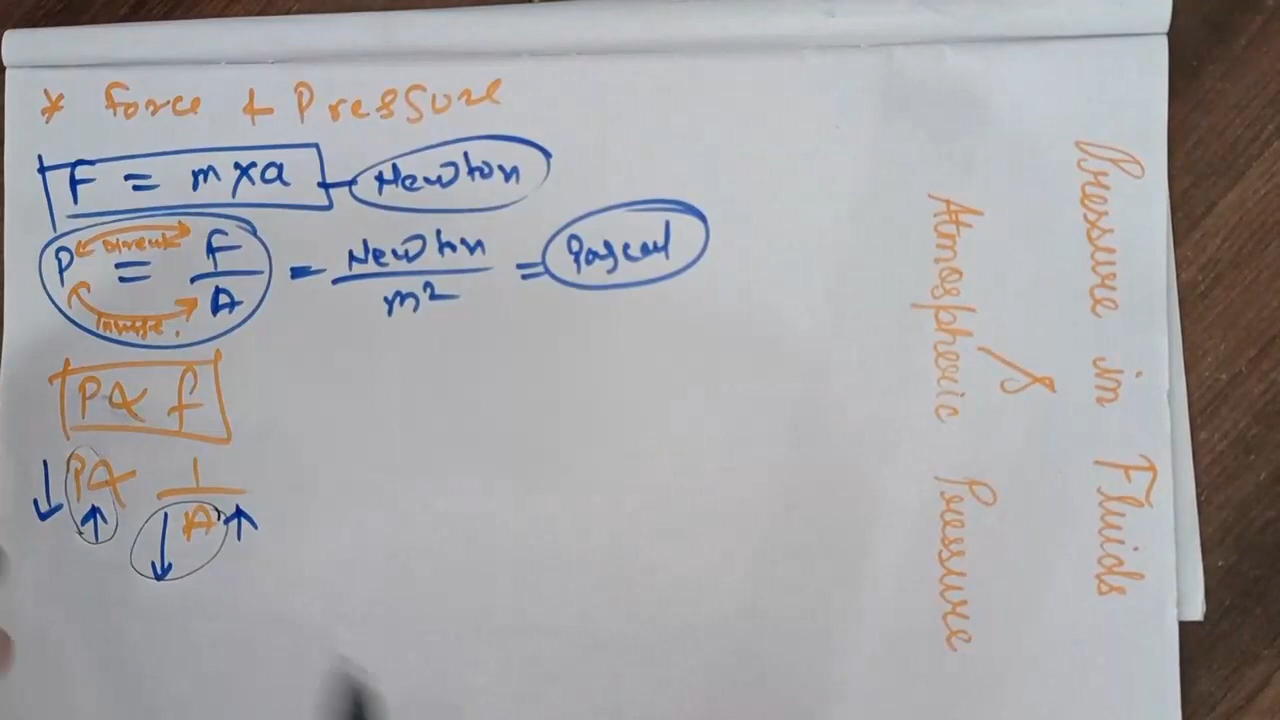 * Force & Pressure
F = m x a - Newton
P = F/A = Newton/m² = Pascal
Direct
Inverse.
P ∝ f
↓ P↑ ∝ 1/A ↓ ↑
Pressure in Fluids
&
Atmospheric Pressure